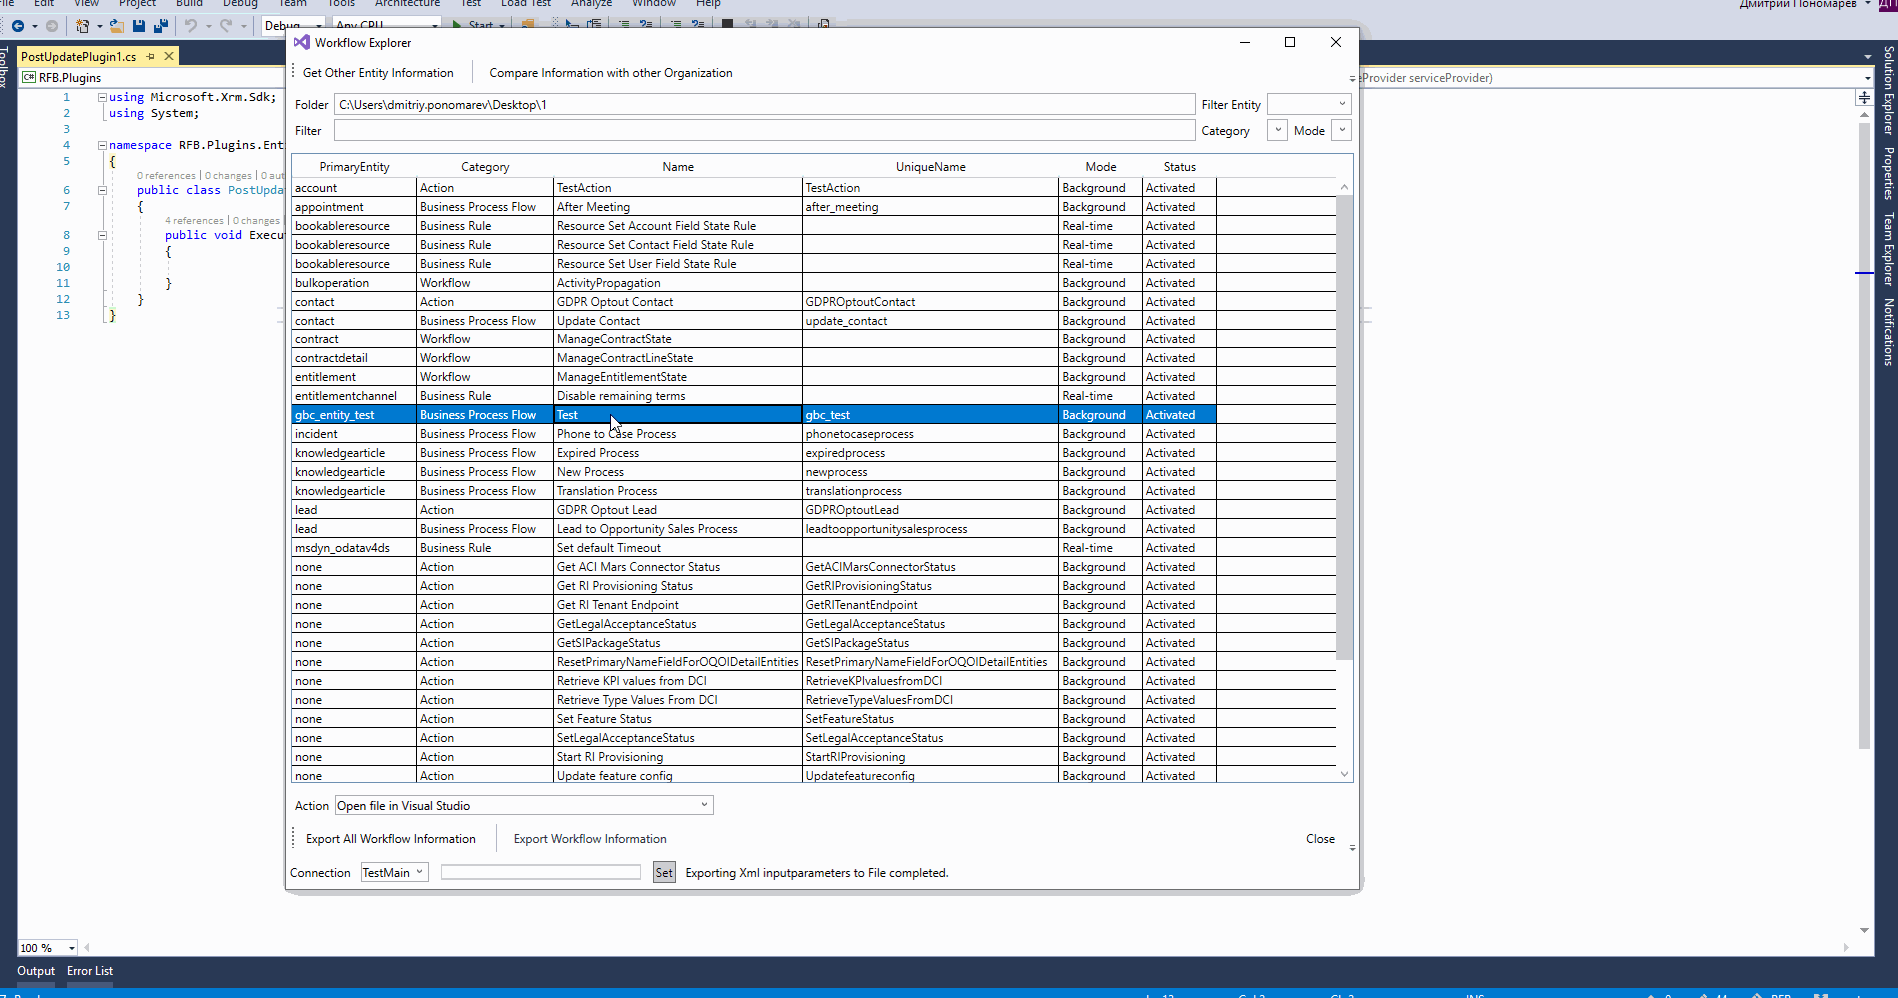 Edit View Project Build Debug Team Tools Architecture Test Load Test Analyze Window Help
Дмитрий Пономарев
Debug Any CPU Start
Toolbox
PostUpdatePlugin1.cs
RFB.Plugins
Provider serviceProvider)
1 using Microsoft.Xrm.Sdk;
2 using System;
3
4 namespace RFB.Plugins.Ent
5 {
0 references | 0 changes | 0 aut
6 public class PostUpda
7 {
4 references | 0 changes |
8 public void Execu
9 {
10
11 }
12 }
13 }
Workflow Explorer
Get Other Entity Information Compare Information with other Organization
Folder C:\Users\dmitriy.ponomarev\Desktop\1 Filter Entity
Filter Category Mode
PrimaryEntity Category Name UniqueName Mode Status
account Action TestAction TestAction Background Activated
appointment Business Process Flow After Meeting after_meeting Background Activated
bookableresource Business Rule Resource Set Account Field State Rule Real-time Activated
bookableresource Business Rule Resource Set Contact Field State Rule Real-time Activated
bookableresource Business Rule Resource Set User Field State Rule Real-time Activated
bulkoperation Workflow ActivityPropagation Background Activated
contact Action GDPR Optout Contact GDPROptoutContact Background Activated
contact Business Process Flow Update Contact update_contact Background Activated
contract Workflow ManageContractState Background Activated
contractdetail Workflow ManageContractLineState Background Activated
entitlement Workflow ManageEntitlementState Background Activated
entitlementchannel Business Rule Disable remaining terms Real-time Activated
gbc_entity_test Business Process Flow Test gbc_test Background Activated
incident Business Process Flow Phone to Case Process phonetocaseprocess Background Activated
knowledgearticle Business Process Flow Expired Process expiredprocess Background Activated
knowledgearticle Business Process Flow New Process newprocess Background Activated
knowledgearticle Business Process Flow Translation Process translationprocess Background Activated
lead Action GDPR Optout Lead GDPROptoutLead Background Activated
lead Business Process Flow Lead to Opportunity Sales Process leadtoopportunitysalesprocess Background Activated
msdyn_odatav4ds Business Rule Set default Timeout Real-time Activated
none Action Get ACI Mars Connector Status GetACIMarsConnectorStatus Background Activated
none Action Get RI Provisioning Status GetRIProvisioningStatus Background Activated
none Action Get RI Tenant Endpoint GetRITenantEndpoint Background Activated
none Action GetLegalAcceptanceStatus GetLegalAcceptanceStatus Background Activated
none Action GetSIPackageStatus GetSIPackageStatus Background Activated
none Action ResetPrimaryNameFieldForOQOIDetailEntities ResetPrimaryNameFieldForOQOIDetailEntities Background Activated
none Action Retrieve KPI values from DCI RetrieveKPIvaluesfromDCI Background Activated
none Action Retrieve Type Values From DCI RetrieveTypeValuesFromDCI Background Activated
none Action Set Feature Status SetFeatureStatus Background Activated
none Action SetLegalAcceptanceStatus SetLegalAcceptanceStatus Background Activated
none Action Start RI Provisioning StartRIProvisioning Background Activated
none Action Update feature config Updatefeatureconfig Background Activated
Action Open file in Visual Studio
Export All Workflow Information Export Workflow Information Close
Connection TestMain Set Exporting Xml inputparameters to File completed.
Solution Explorer
Properties
Team Explorer
Notifications
100 %
Output Error List